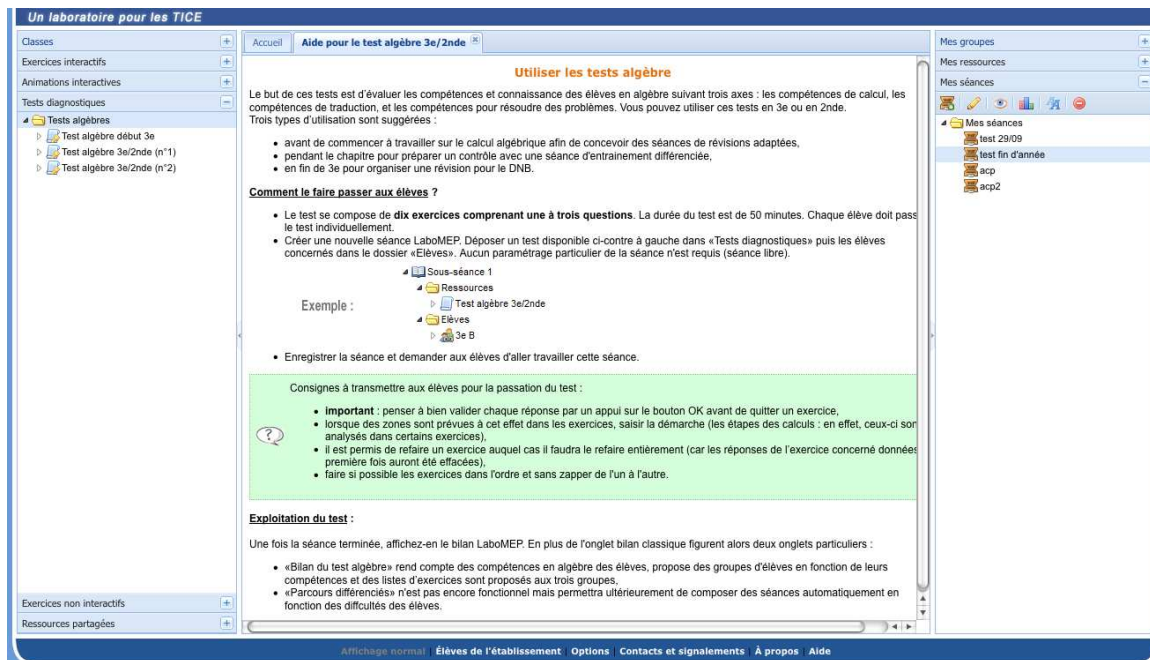 Un laboratoire pour les TICE
Classes
Exercices interactifs
Animations interactives
Tests diagnostiques
Tests algèbres
Test algèbre début 3e
Test algèbre 3e/2nde (n°1)
Test algèbre 3e/2nde (n°2)
Exercices non interactifs
Ressources partagées
Accueil
Aide pour le test algèbre 3e/2nde
Utiliser les tests algèbre
Le but de ces tests est d'évaluer les compétences et connaissance des élèves en algèbre suivant trois axes : les compétences de calcul, les
compétences de traduction, et les compétences pour résoudre des problèmes. Vous pouvez utiliser ces tests en 3e ou en 2nde.
Trois types d'utilisation sont suggérées :
• avant de commencer à travailler sur le calcul algébrique afin de concevoir des séances de révisions adaptées,
• pendant le chapitre pour préparer un contrôle avec une séance d'entrainement différenciée,
• en fin de 3e pour organiser une révision pour le DNB.
Comment le faire passer aux élèves ?
• Le test se compose de dix exercices comprenant une à trois questions. La durée du test est de 50 minutes. Chaque élève doit pass
le test individuellement.
• Créer une nouvelle séance LaboMEP. Déposer un test disponible ci-contre à gauche dans «Tests diagnostiques» puis les élèves
concernés dans le dossier «Elèves». Aucun paramétrage particulier de la séance n'est requis (séance libre).
Exemple :
Sous-séance 1
Ressources
Test algèbre 3e/2nde
Elèves
3e B
• Enregistrer la séance et demander aux élèves d'aller travailler cette séance.
Consignes à transmettre aux élèves pour la passation du test :
• important : penser à bien valider chaque réponse par un appui sur le bouton OK avant de quitter un exercice,
• lorsque des zones sont prévues à cet effet dans les exercices, saisir la démarche (les étapes des calculs : en effet, ceux-ci son
analysés dans certains exercices),
• il est permis de refaire un exercice auquel cas il faudra le refaire entièrement (car les réponses de l'exercice concerné données
première fois auront été effacées),
• faire si possible les exercices dans l'ordre et sans zapper de l'un à l'autre.
Exploitation du test :
Une fois la séance terminée, affichez-en le bilan LaboMEP. En plus de l'onglet bilan classique figurent alors deux onglets particuliers :
• «Bilan du test algèbre» rend compte des compétences en algèbre des élèves, propose des groupes d'élèves en fonction de leurs
compétences et des listes d'exercices sont proposés aux trois groupes,
• «Parcours différenciés» n'est pas encore fonctionnel mais permettra ultérieurement de composer des séances automatiquement en
fonction des diffcultés des élèves.
Mes groupes
Mes ressources
Mes séances
Mes séances
test 29/09
test fin d'année
acp
acp2
Affichage normal | Élèves de l'établissement | Options | Contacts et signalements | À propos | Aide